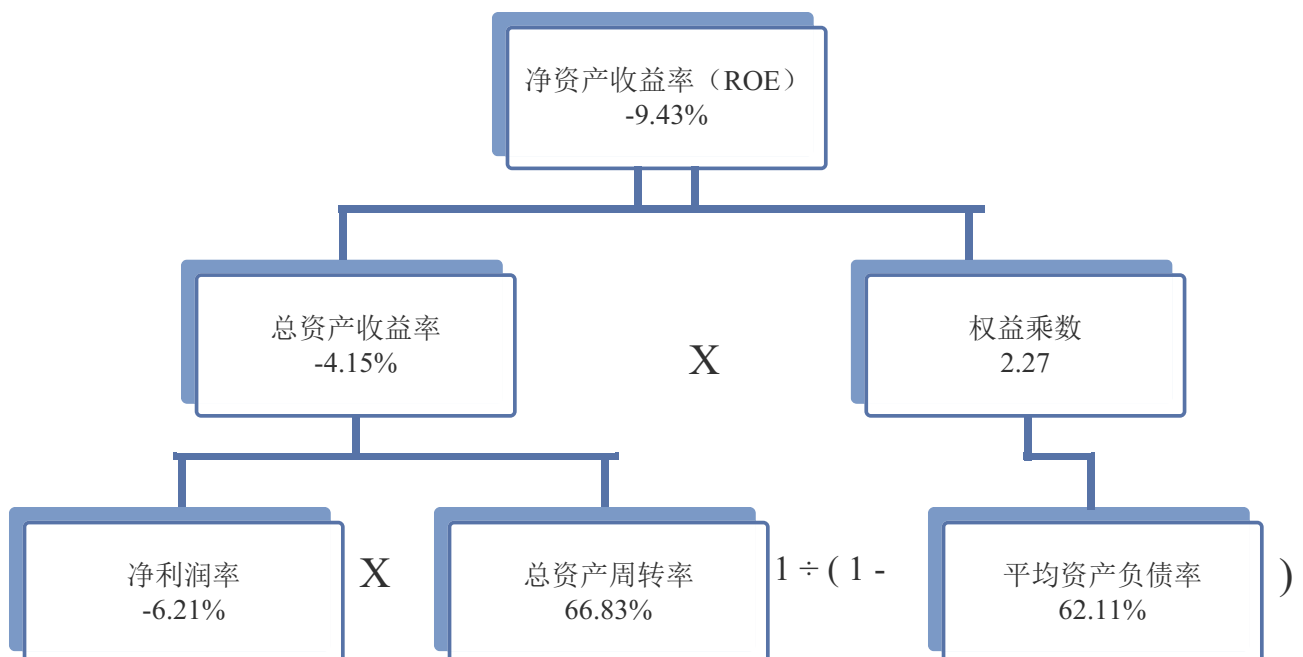 净资产收益率（ROE）
-9.43%
总资产收益率
-4.15%
X
权益乘数
2.27
净利润率
-6.21%
X
总资产周转率
66.83%
1 ÷ ( 1 -
平均资产负债率
62.11%
)